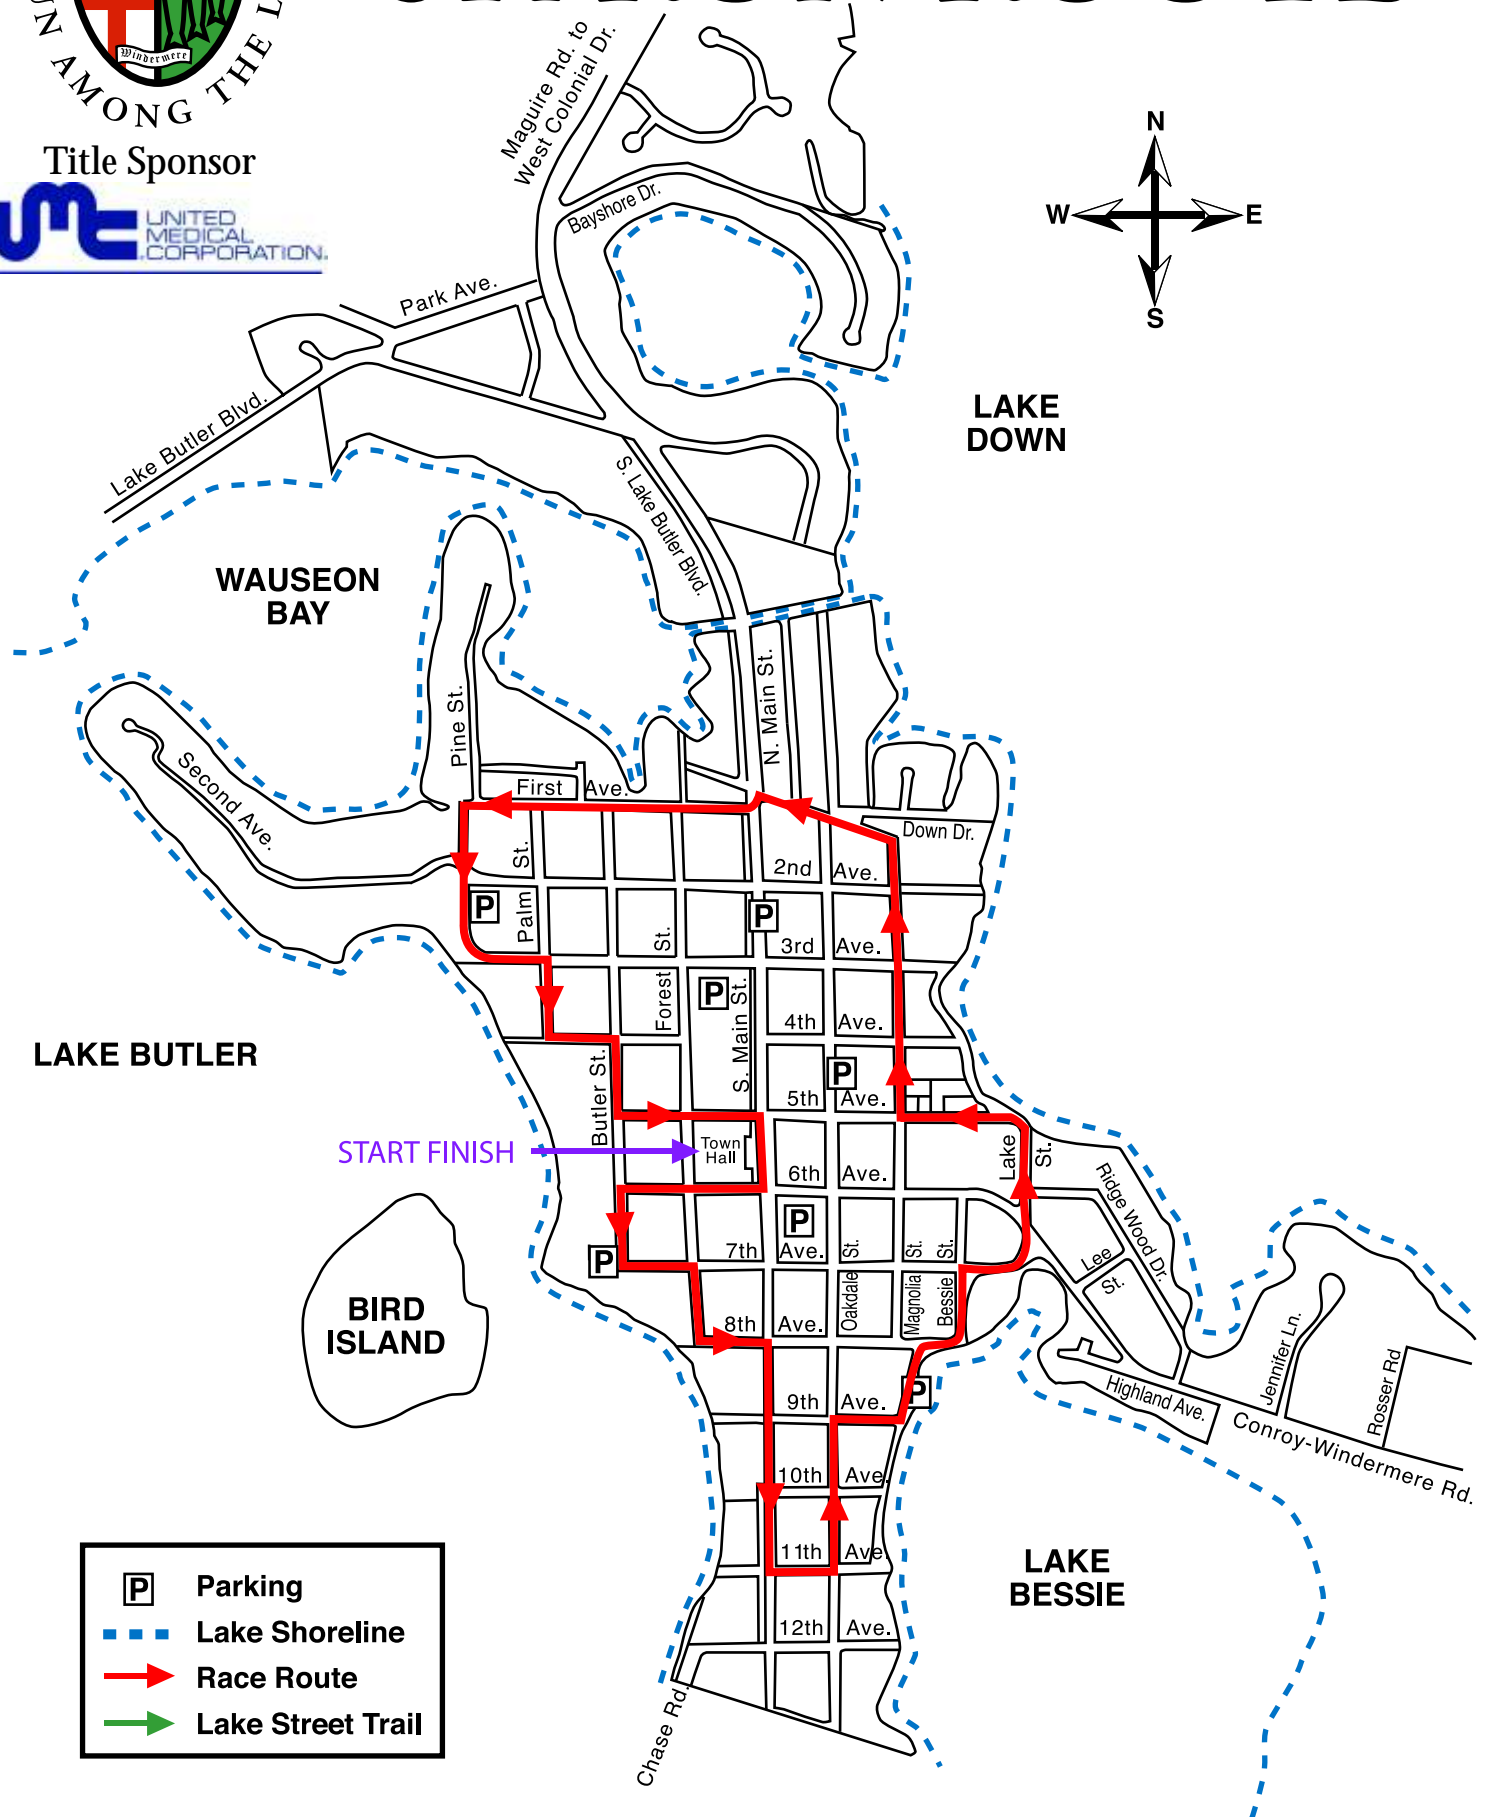 UN AMONG THE L
Windermere
Title Sponsor
UMC
UNITED
MEDICAL
CORPORATION.
Maguire Rd. to
West Colonial Dr.
Bayshore Dr.
N
W
E
S
Park Ave.
Lake Butler Blvd.
S. Lake Butler Blvd.
LAKE
DOWN
WAUSEON
BAY
Pine St.
N. Main St.
Second Ave.
First Ave.
Down Dr.
2nd Ave.
Palm St.
P
P
3rd Ave.
Forest St.
P
S. Main St.
4th Ave.
LAKE BUTLER
Butler St.
P
5th Ave.
START FINISH
Town
Hall
6th Ave.
Lake St.
Ridge Wood Dr.
P
P
7th Ave.
Oakdale St.
Magnolia St.
Bessie St.
Lee St.
BIRD
ISLAND
8th Ave.
Jennifer Ln.
Rosser Rd
9th Ave.
P
Highland Ave.
Conroy-Windermere Rd.
10th Ave.
11th Ave.
LAKE
BESSIE
12th Ave.
Chase Rd.
P Parking
Lake Shoreline
Race Route
Lake Street Trail